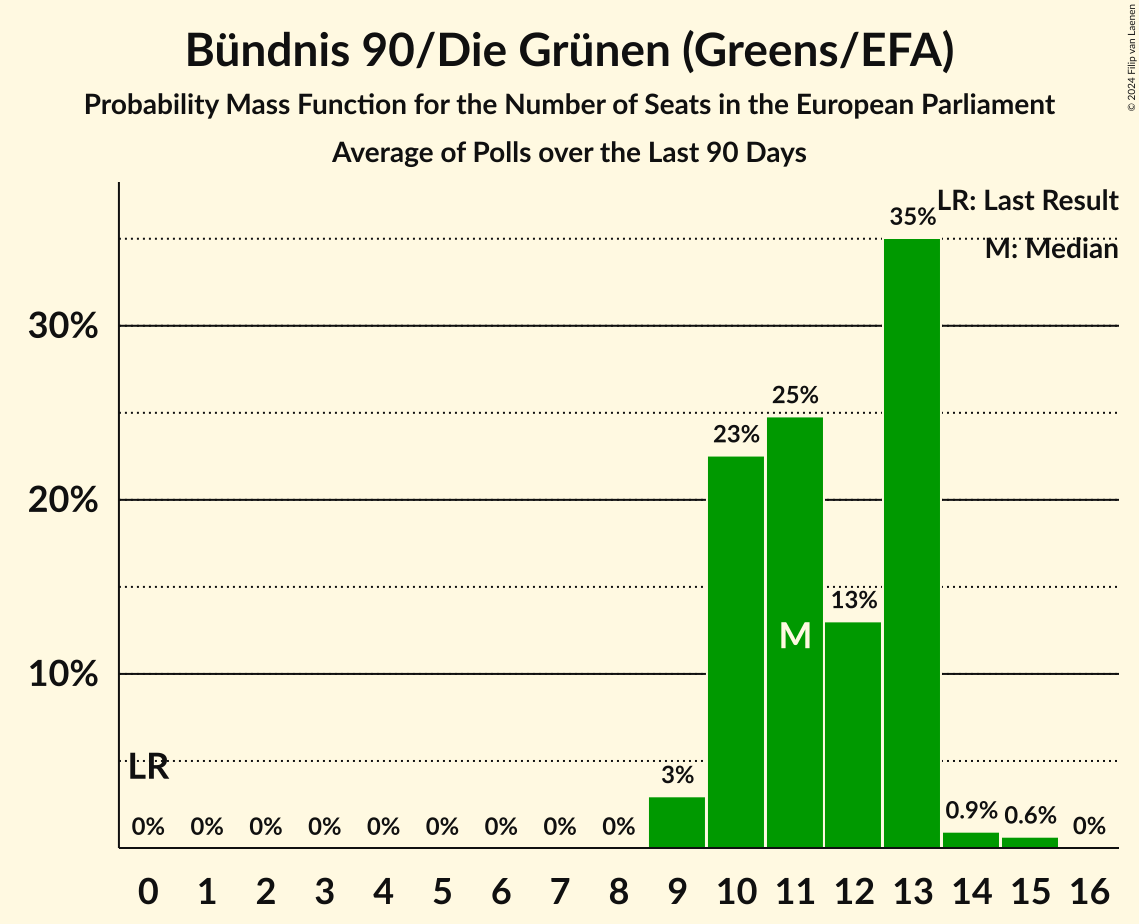 Bündnis 90/Die Grünen (Greens/EFA)
Probability Mass Function for the Number of Seats in the European Parliament
Average of Polls over the Last 90 Days
© 2024 Filip van Laenen
LR: Last Result
M: Median
35%
30%
25%
23%
20%
13%
M
10%
LR
3%
0.9%
0.6%
0% 0% 0% 0% 0% 0% 0% 0% 0% 0%
0 1 2 3 4 5 6 7 8 9 10 11 12 13 14 15 16